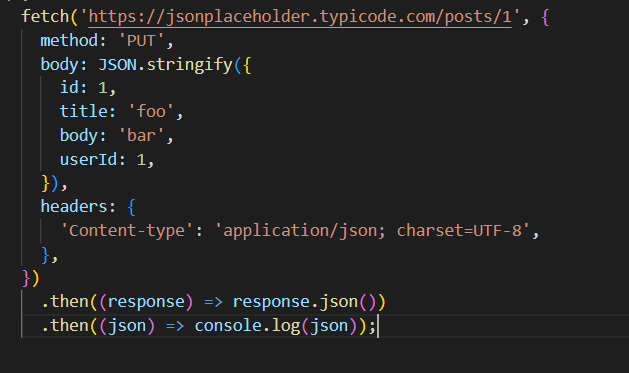 fetch('https://jsonplaceholder.typicode.com/posts/1', {
  method: 'PUT',
  body: JSON.stringify({
    id: 1,
    title: 'foo',
    body: 'bar',
    userId: 1,
  }),
  headers: {
    'Content-type': 'application/json; charset=UTF-8',
  },
})
  .then((response) => response.json())
  .then((json) => console.log(json));